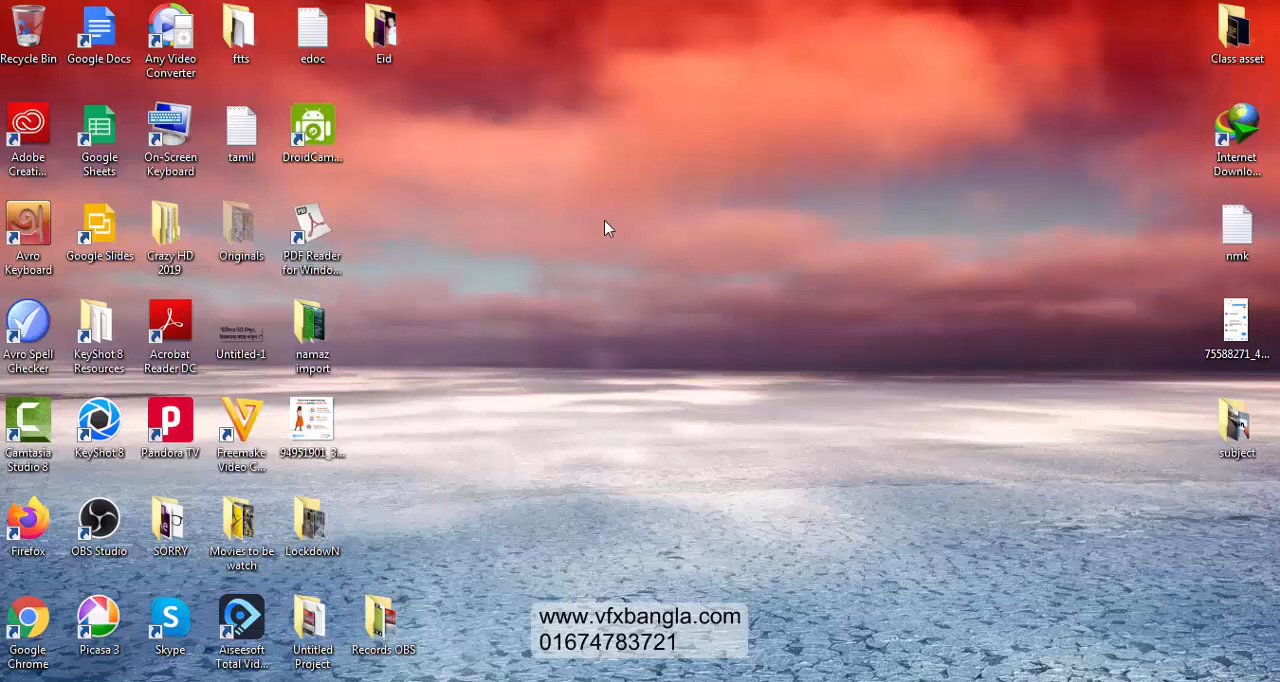 Recycle Bin
Google Docs
Any Video
Converter
ftts
edoc
Eid
Class asset
Adobe
Creati...
Google
Sheets
On-Screen
Keyboard
tamil
DroidCam...
Internet
Downlo...
Avro
Keyboard
Google Slides
Crazy HD
2019
Originals
PDF Reader
for Windo...
nmk
Avro Spell
Checker
KeyShot 8
Resources
Acrobat
Reader DC
Untitled-1
namaz
import
75588271_4...
Camtasia
Studio 8
KeyShot 8
Pandora TV
Freemake
Video C...
94951901_3...
subject
Firefox
OBS Studio
SORRY
Movies to be
watch
LockdowN
Google
Chrome
Picasa 3
Skype
Aiseesoft
Total Vid...
Untitled
Project
Records OBS
www.vfxbangla.com
01674783721